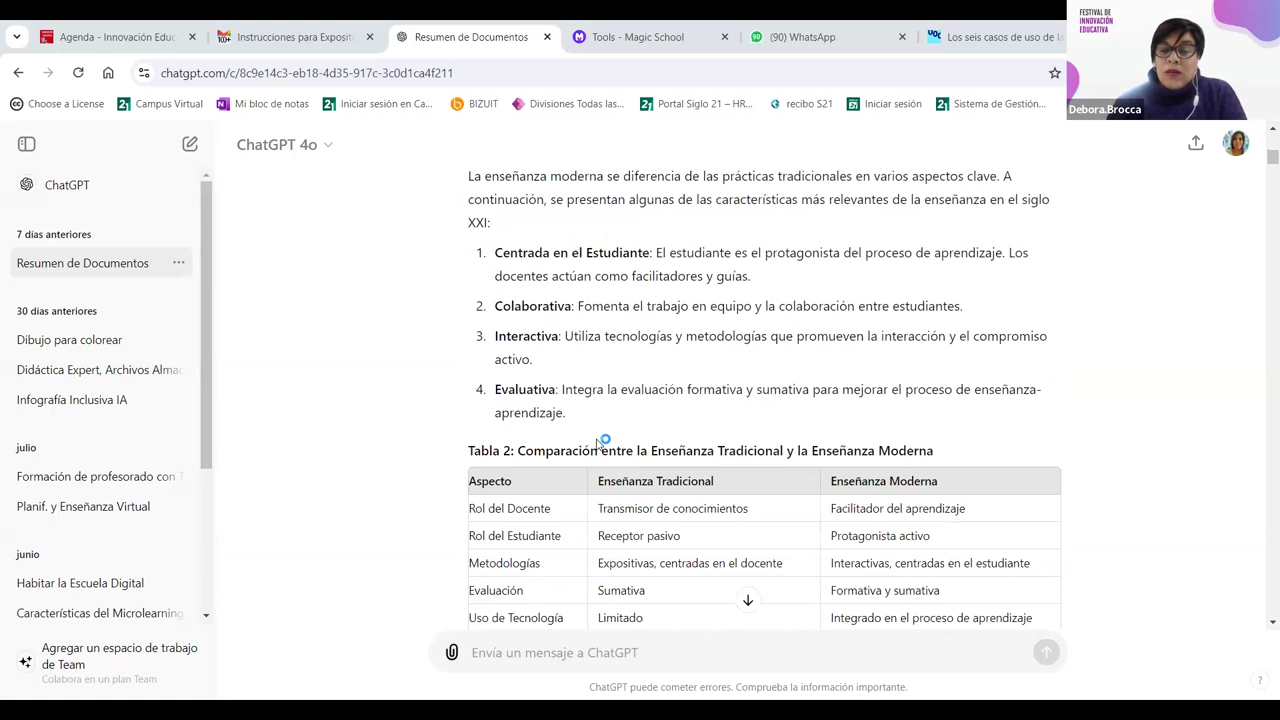 Agenda - Innovación Educ
Instrucciones para Exposit
Resumen de Documentos
Tools - Magic School
(90) WhatsApp
Los seis casos de uso de la
FESTIVAL DE
INNOVACIÓN
EDUCATIVA
chatgpt.com/c/8c9e14c3-eb18-4d35-917c-3c0d1ca4f211
Choose a License
Campus Virtual
Mi bloc de notas
Iniciar sesión en Ca...
BIZUIT
Divisiones Todas las...
Portal Siglo 21 – HR...
recibo S21
Iniciar sesión
Sistema de Gestión...
Debora.Brocca
ChatGPT
7 días anteriores
Resumen de Documentos
30 días anteriores
Dibujo para colorear
Didáctica Expert, Archivos Alma
Infografía Inclusiva IA
julio
Formación de profesorado con T
Planif. y Enseñanza Virtual
junio
Habitar la Escuela Digital
Características del Microlearning
Agregar un espacio de trabajo
de Team
Colabora en un plan Team
ChatGPT 4o
La enseñanza moderna se diferencia de las prácticas tradicionales en varios aspectos clave. A
continuación, se presentan algunas de las características más relevantes de la enseñanza en el siglo
XXI:
1. Centrada en el Estudiante: El estudiante es el protagonista del proceso de aprendizaje. Los
docentes actúan como facilitadores y guías.
2. Colaborativa: Fomenta el trabajo en equipo y la colaboración entre estudiantes.
3. Interactiva: Utiliza tecnologías y metodologías que promueven la interacción y el compromiso
activo.
4. Evaluativa: Integra la evaluación formativa y sumativa para mejorar el proceso de enseñanza-
aprendizaje.
Tabla 2: Comparación entre la Enseñanza Tradicional y la Enseñanza Moderna
Aspecto Enseñanza Tradicional Enseñanza Moderna
Rol del Docente Transmisor de conocimientos Facilitador del aprendizaje
Rol del Estudiante Receptor pasivo Protagonista activo
Metodologías Expositivas, centradas en el docente Interactivas, centradas en el estudiante
Evaluación Sumativa Formativa y sumativa
Uso de Tecnología Limitado Integrado en el proceso de aprendizaje
Envía un mensaje a ChatGPT
ChatGPT puede cometer errores. Comprueba la información importante.
?